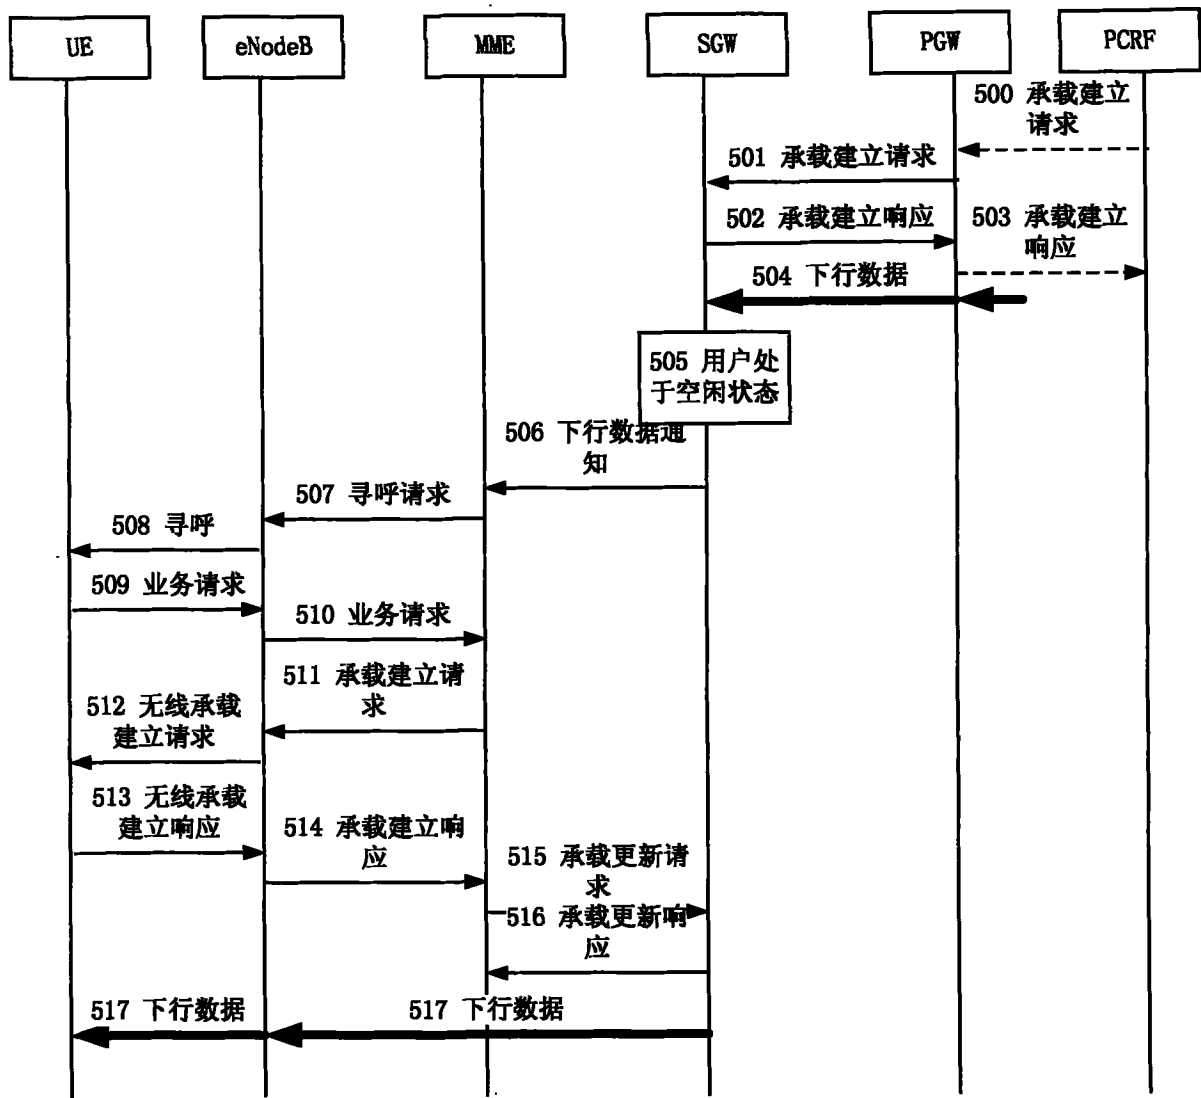 UE
eNodeB
MME
SGW
PGW
PCRF
500 承载建立
请求
501 承载建立请求
502 承载建立响应
503 承载建立
响应
504 下行数据
505 用户处
于空闲状态
506 下行数据通
知
507 寻呼请求
508 寻呼
509 业务请求
510 业务请求
511 承载建立请
求
512 无线承载
建立请求
513 无线承载
建立响应
514 承载建立响
应
515 承载更新请
求
516 承载更新响
应
517 下行数据
517 下行数据